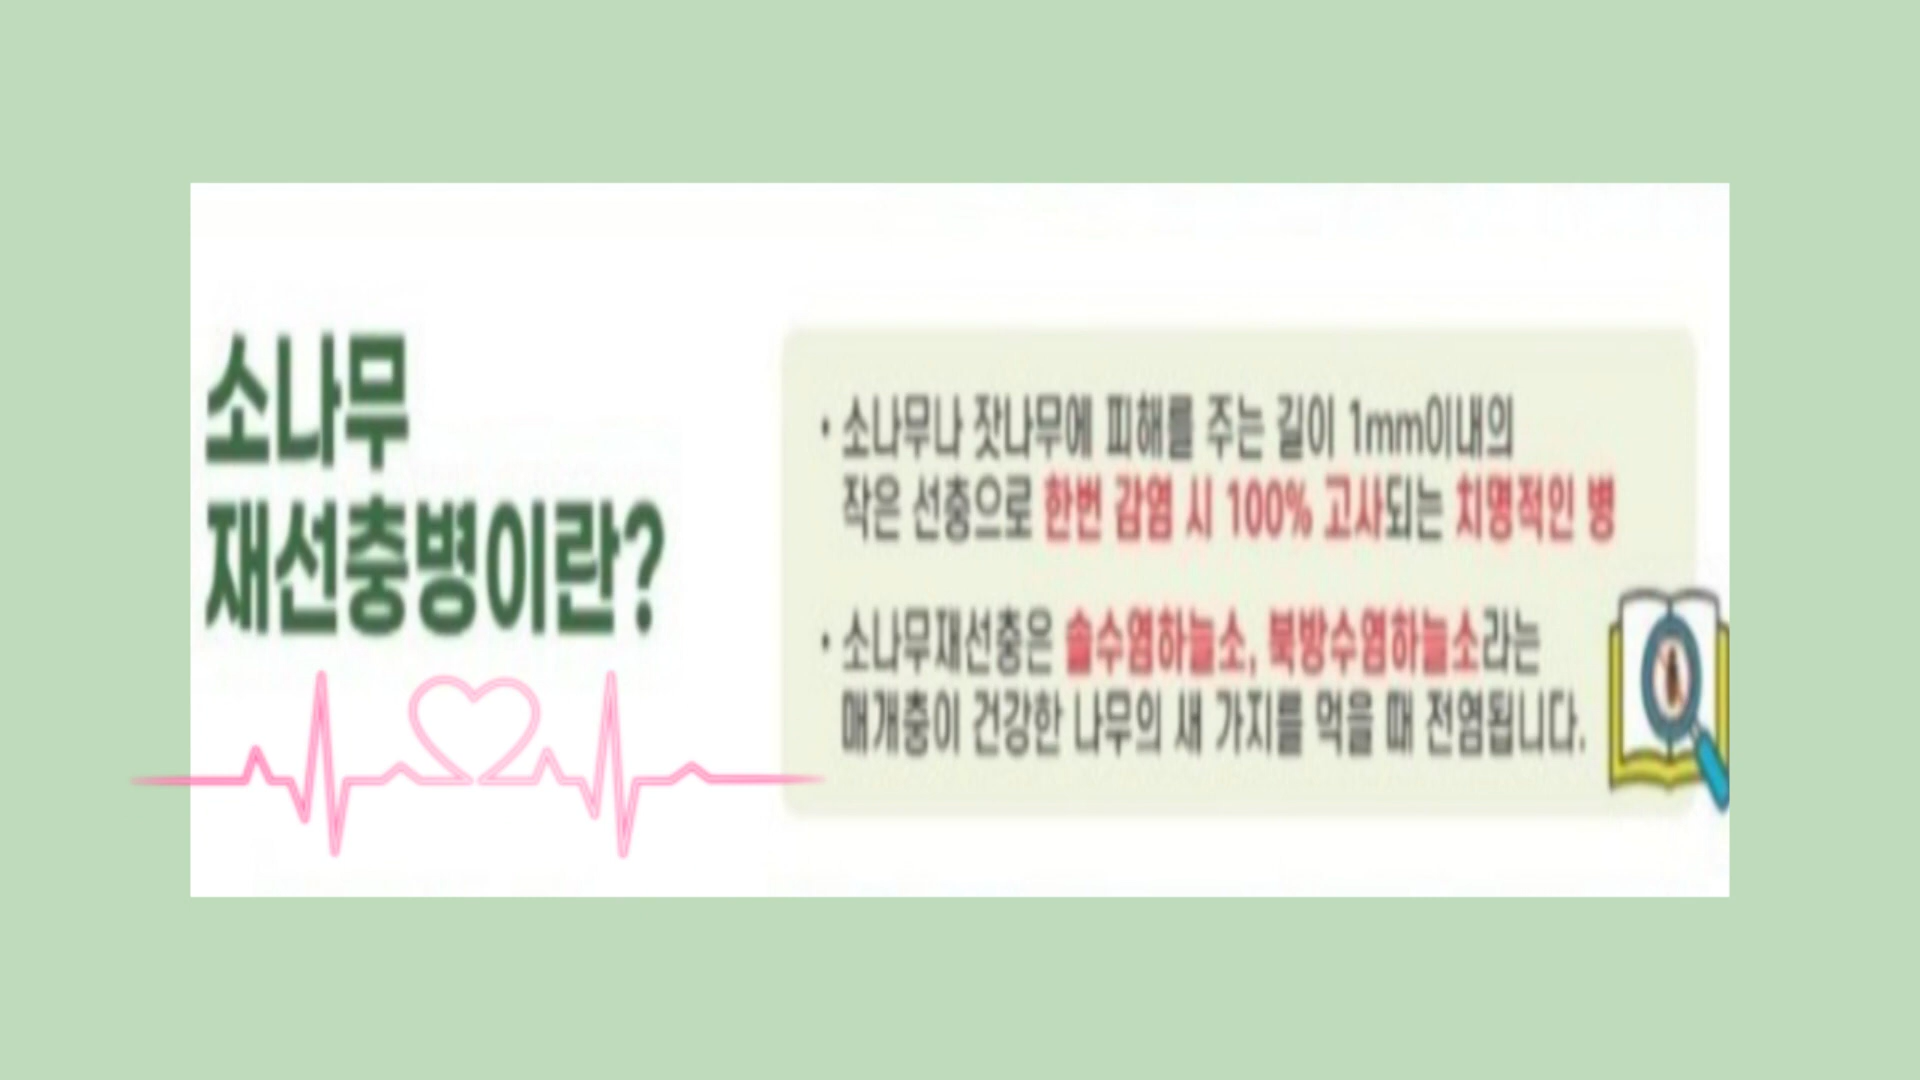 소나무
재선충병이란?
• 소나무나 잣나무에 피해를 주는 길이 1mm이내의
작은 선충으로 한번 감염 시 100% 고사되는 치명적인 병
• 소나무재선충은 솔수염하늘소, 북방수염하늘소라는
매개충이 건강한 나무의 새 가지를 먹을 때 전염됩니다.